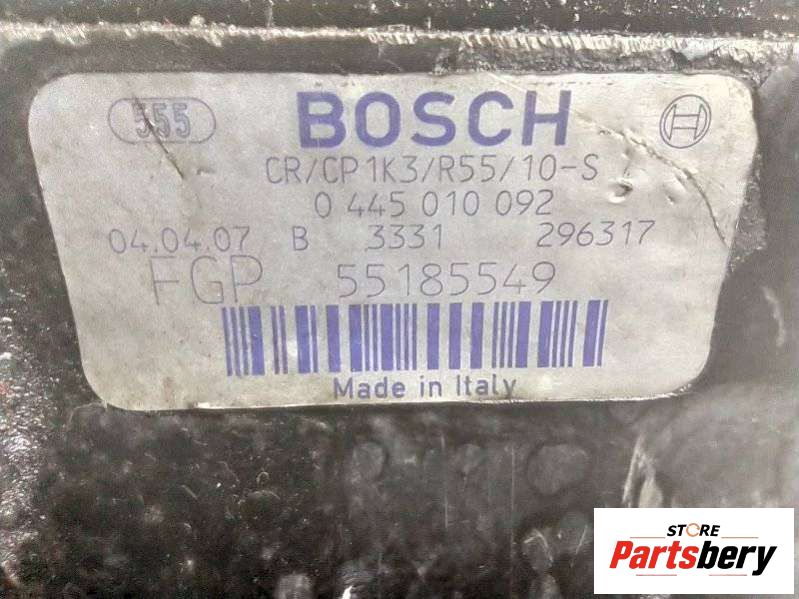 555 BOSCH
CR/CP1K3/R55/10-S
0 445 010 092
04.04.07 B 3331 296317
FGP 55185549
Made in Italy
STORE
Partsbery